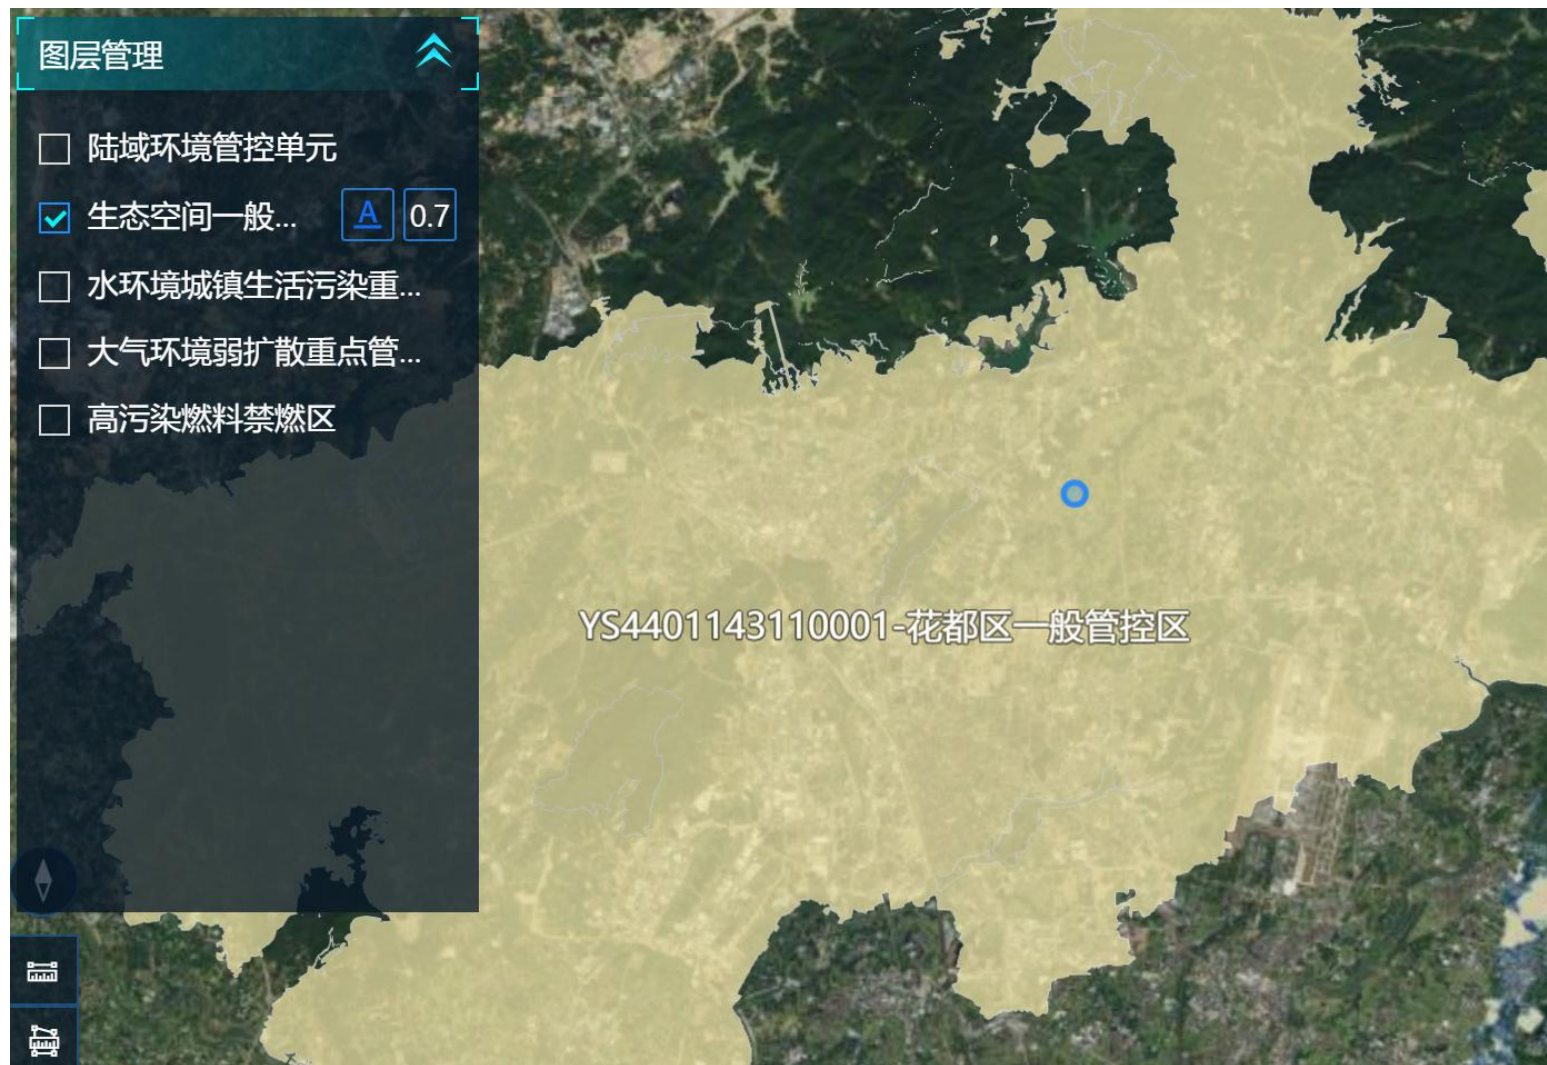 图层管理
陆域环境管控单元
生态空间一般... A 0.7
水环境城镇生活污染重...
大气环境弱扩散重点管...
高污染燃料禁燃区
YS4401143110001-花都区一般管控区